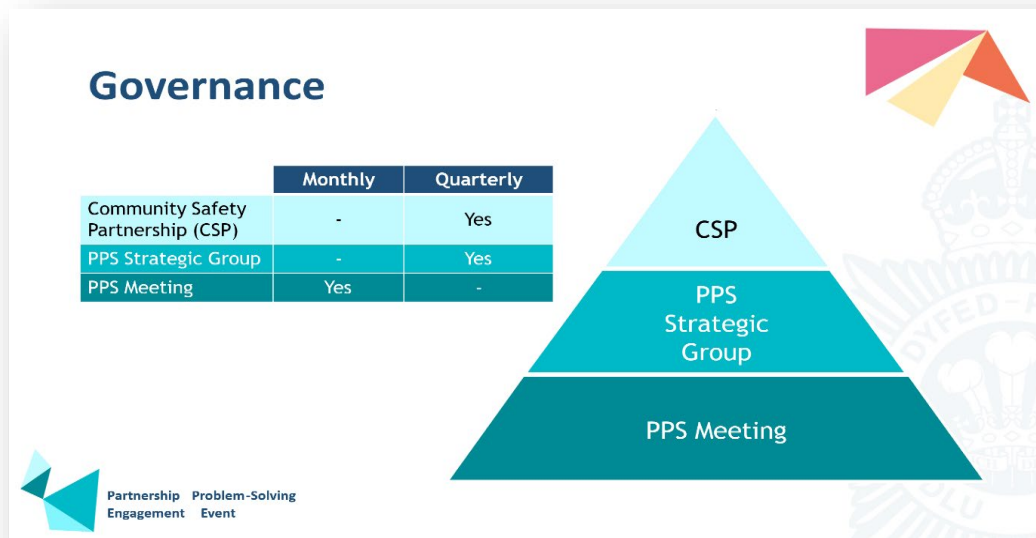 Governance
Monthly Quarterly
Community Safety
Partnership (CSP) - Yes
PPS Strategic Group - Yes
PPS Meeting Yes -
CSP
PPS
Strategic
Group
PPS Meeting
Partnership Problem-Solving
Engagement Event
DYFED-